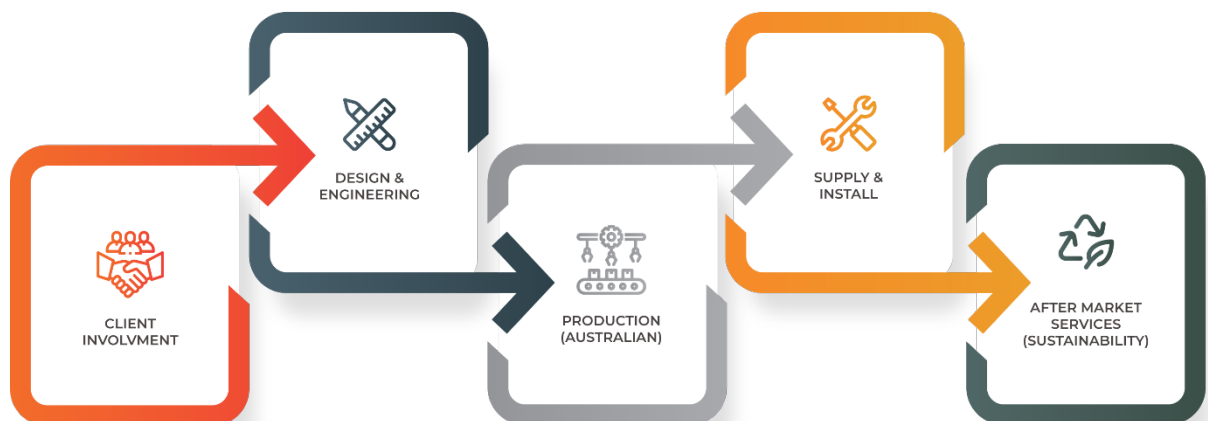 CLIENT
INVOLVMENT
DESIGN &
ENGINEERING
PRODUCTION
(AUSTRALIAN)
SUPPLY &
INSTALL
AFTER MARKET
SERVICES
(SUSTAINABILITY)